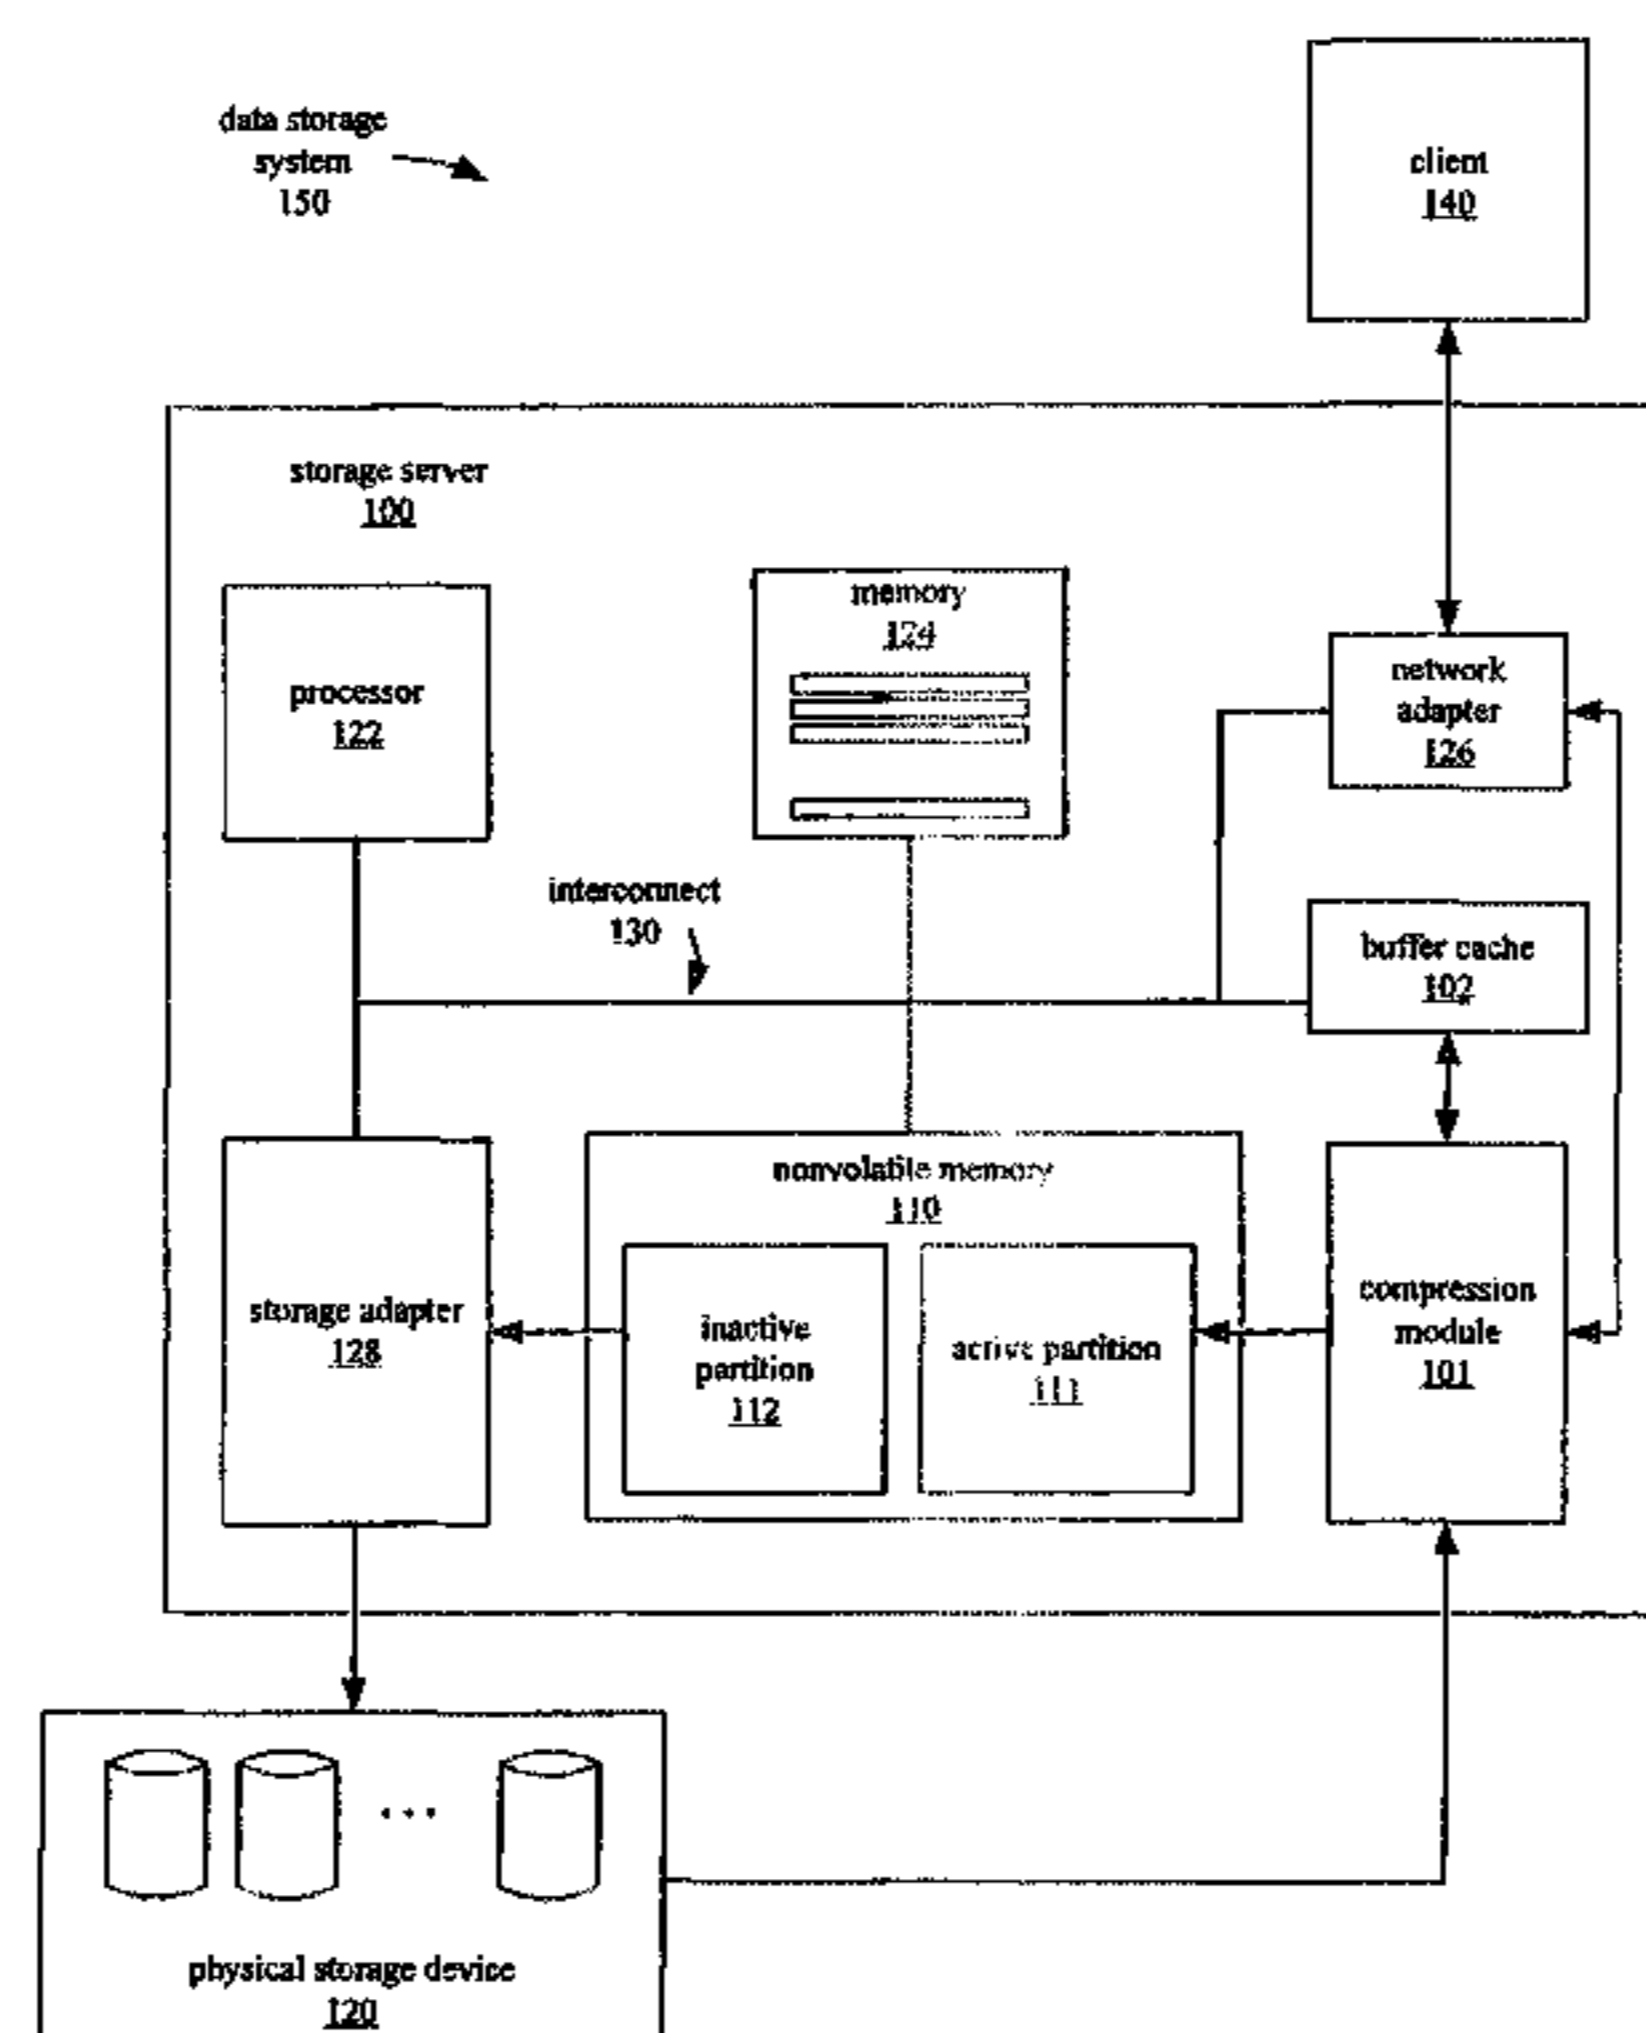 data storage
system
150
client
140
storage server
100
memory
124
processor
122
network
adapter
126
interconnect
130
buffer cache
102
nonvolatile memory
110
storage adapter
128
inactive
partition
112
active partition
111
compression
module
101
. . .
physical storage device
120